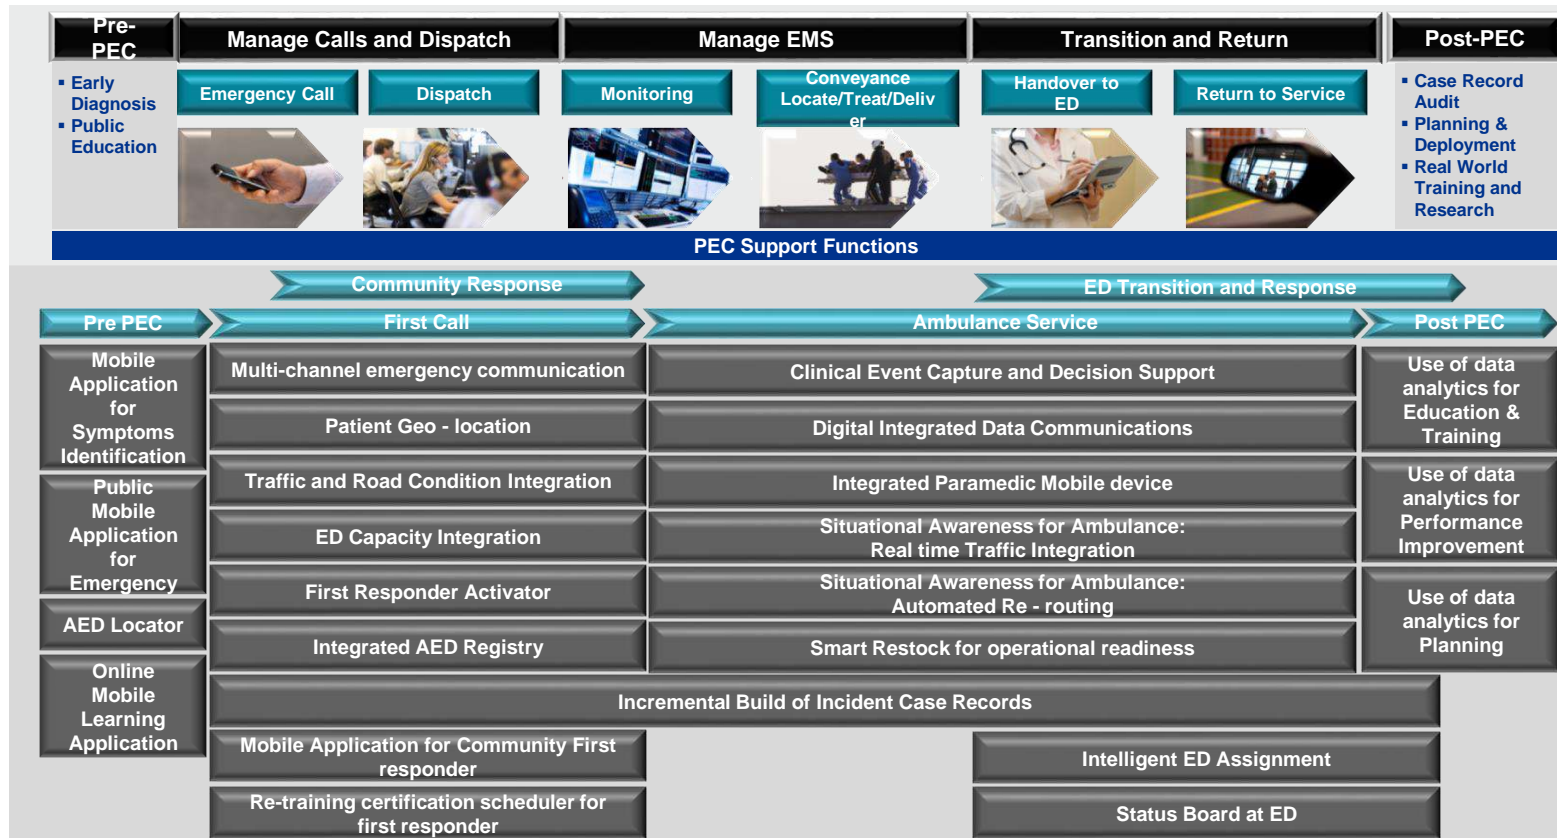 Pre-
PEC
Manage Calls and Dispatch
Manage EMS
Transition and Return
Post-PEC
▪ Early
Diagnosis
▪ Public
Education
Emergency Call
Dispatch
Monitoring
Conveyance
Locate/Treat/Deliv
er
Handover to
ED
Return to Service
▪ Case Record
Audit
▪ Planning &
Deployment
▪ Real World
Training and
Research
PEC Support Functions
Community Response
ED Transition and Response
Pre PEC
First Call
Ambulance Service
Post PEC
Mobile
Application
for
Symptoms
Identification
Public
Mobile
Application
for
Emergency
AED Locator
Online
Mobile
Learning
Application
Multi-channel emergency communication
Patient Geo - location
Traffic and Road Condition Integration
ED Capacity Integration
First Responder Activator
Integrated AED Registry
Clinical Event Capture and Decision Support
Digital Integrated Data Communications
Integrated Paramedic Mobile device
Situational Awareness for Ambulance:
Real time Traffic Integration
Situational Awareness for Ambulance:
Automated Re - routing
Smart Restock for operational readiness
Use of data
analytics for
Education &
Training
Use of data
analytics for
Performance
Improvement
Use of data
analytics for
Planning
Incremental Build of Incident Case Records
Mobile Application for Community First
responder
Re-training certification scheduler for
first responder
Intelligent ED Assignment
Status Board at ED